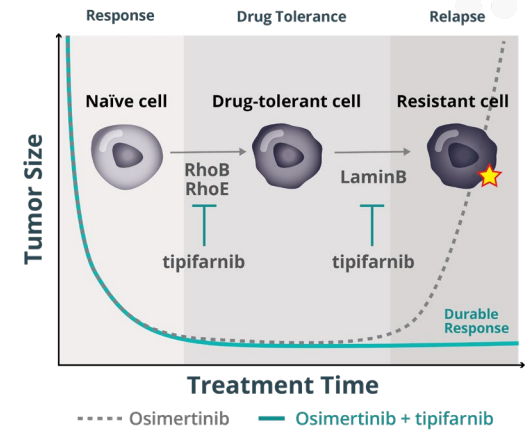 Response Drug Tolerance Relapse
Naïve cell Drug-tolerant cell Resistant cell
RhoB
RhoE
LaminB
tipifarnib tipifarnib
Durable
Response
Tumor Size
Treatment Time
Osimertinib Osimertinib + tipifarnib